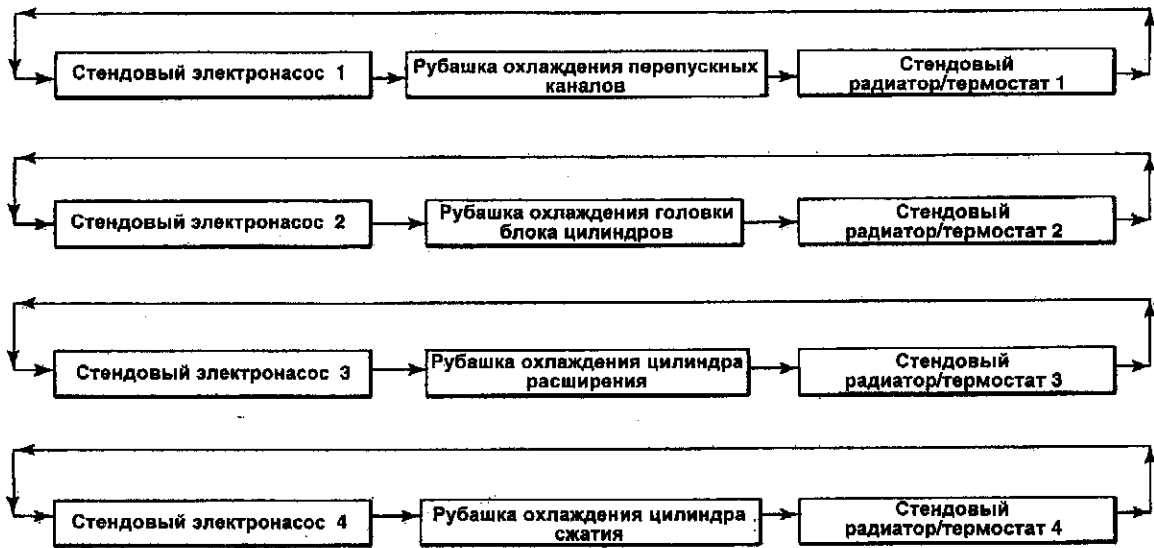 Стендовый электронасос 1
Рубашка охлаждения перепускных
каналов
Стендовый
радиатор/термостат 1
Стендовый электронасос 2
Рубашка охлаждения головки
блока цилиндров
Стендовый
радиатор/термостат 2
Стендовый электронасос 3
Рубашка охлаждения цилиндра
расширения
Стендовый
радиатор/термостат 3
Стендовый электронасос 4
Рубашка охлаждения цилиндра
сжатия
Стендовый
радиатор/термостат 4